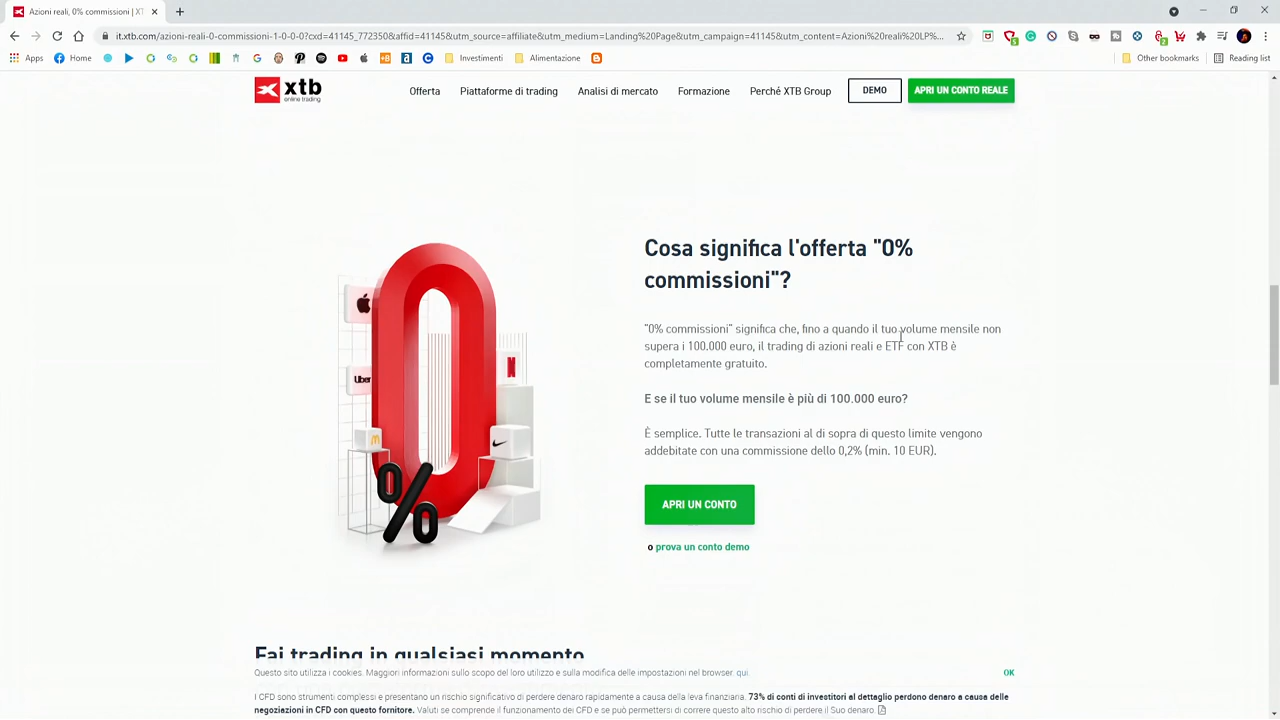 Azioni reali, 0% commissioni | XT
it.xtb.com/azioni-reali-0-commissioni-1-0-0-0?cxd=41145_772350&affid=41145&utm_source=affiliate&utm_medium=Landing%20Page&utm_campaign=41145&utm_content=Azioni%20reali%20LP%...
Apps Home Investimenti Alimentazione Other bookmarks Reading list
xtb
online trading
Offerta Piattaforme di trading Analisi di mercato Formazione Perché XTB Group DEMO APRI UN CONTO REALE
Cosa significa l'offerta "0%
commissioni"?
"0% commissioni" significa che, fino a quando il tuo volume mensile non
supera i 100.000 euro, il trading di azioni reali e ETF con XTB è
completamente gratuito.
Uber
E se il tuo volume mensile è più di 100.000 euro?
È semplice. Tutte le transazioni al di sopra di questo limite vengono
addebitate con una commissione dello 0,2% (min. 10 EUR).
0%
APRI UN CONTO
o prova un conto demo
Fai trading in qualsiasi momento
Questo sito utilizza i cookies. Maggiori informazioni sullo scopo del loro utilizzo e sulla modifica delle impostazioni nel browser. qui.
OK
I CFD sono strumenti complessi e presentano un rischio significativo di perdere denaro rapidamente a causa della leva finanziaria. 73% di conti di investitori al dettaglio perdono denaro a causa delle
negoziazioni in CFD con questo fornitore. Valuti se comprende il funzionamento dei CFD e se può permettersi di correre questo alto rischio di perdere il Suo denaro.